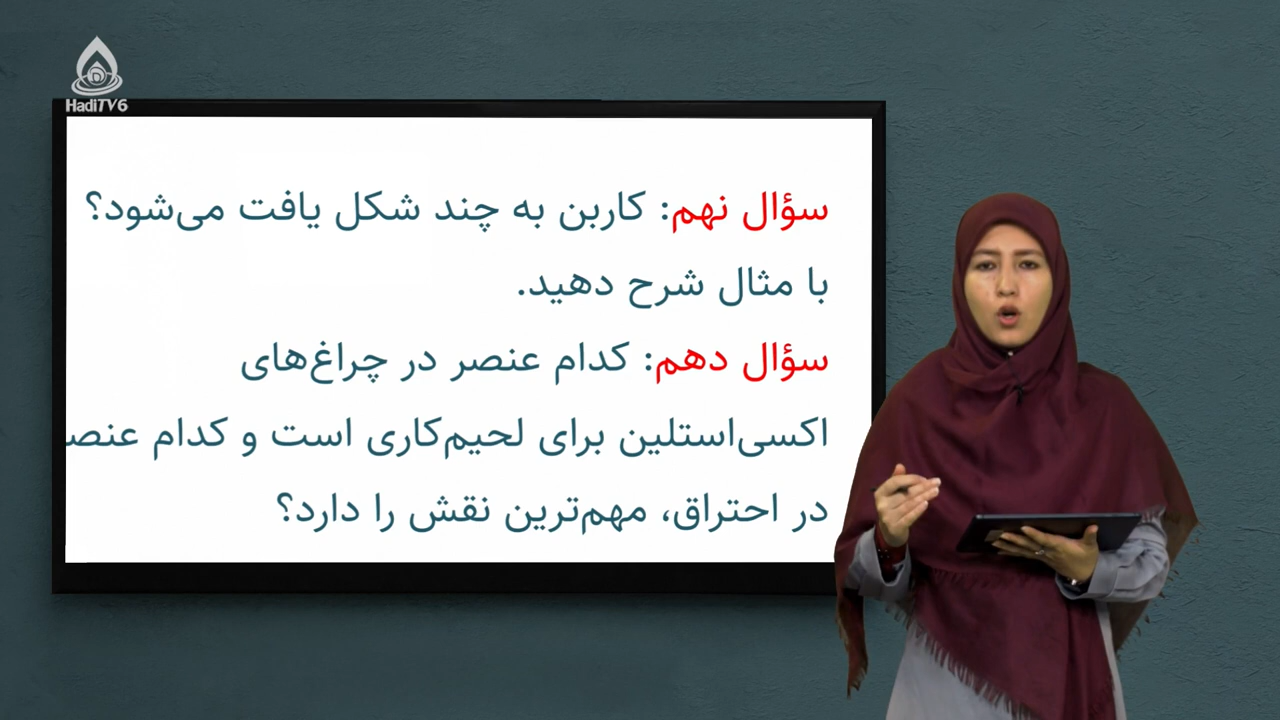 HadiTV6
سؤال نهم: کاربن به چند شکل یافت می‌شود؟
با مثال شرح دهید.
سؤال دهم: کدام عنصر در چراغ‌های
اکسی‌استلین برای لحیم‌کاری است و کدام
در احتراق، مهم‌ترین نقش را دارد؟